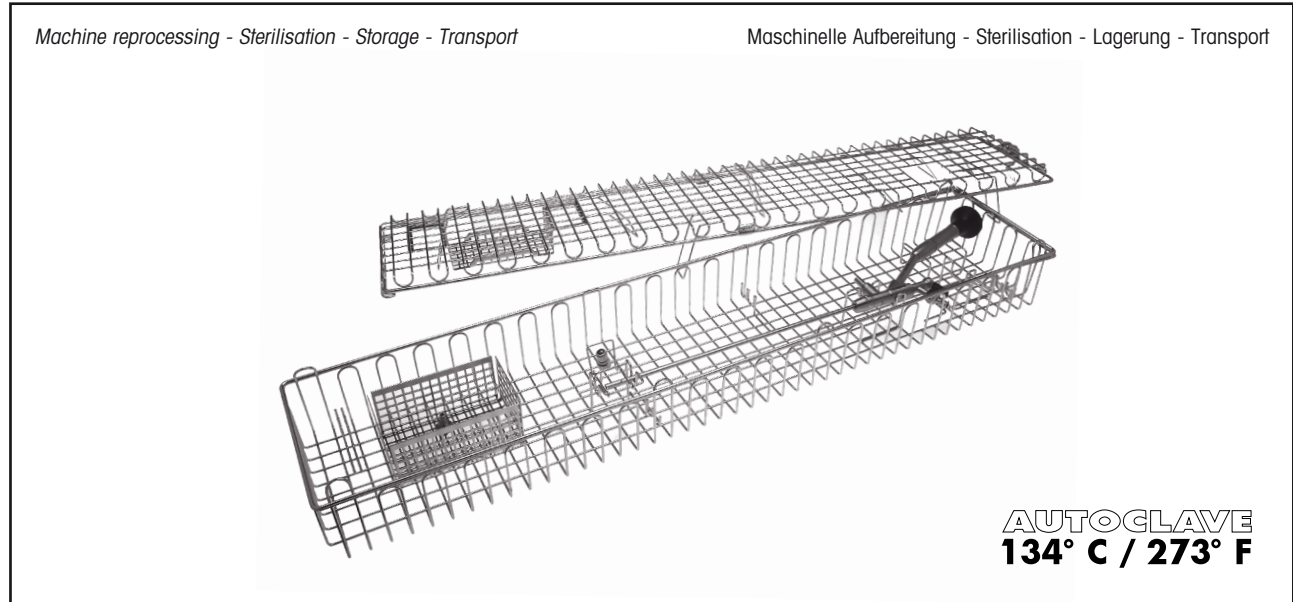 Machine reprocessing - Sterilisation - Storage - Transport
Maschinelle Aufbereitung - Sterilisation - Lagerung - Transport
AUTOCLAVE
134° C / 273° F